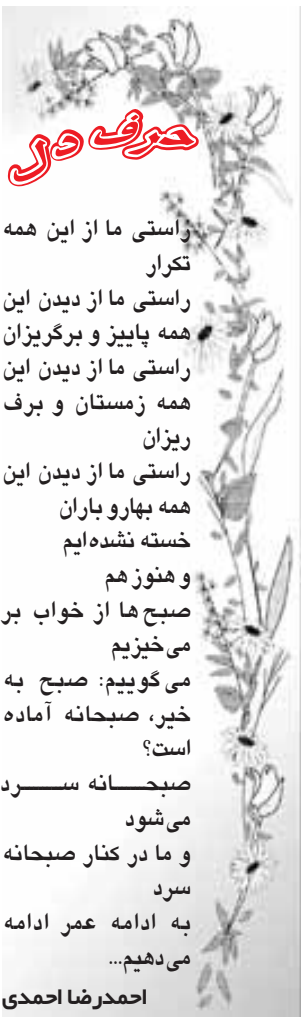 حرف دل
راستی ما از این همه
تکرار
راستی ما از دیدن این
همه پاییز و برگریزان
راستی ما از دیدن این
همه زمستان و برف
ریزان
راستی ما از دیدن این
همه بهارو باران
خسته نشده‌ایم
و هنوز هم
صبح‌ها از خواب بر
می‌خیزیم
می‌گوییم: صبح به
خیر، صبحانه آماده
است؟
صبحـــانه ســـــرد
می‌شود
و ما در کنار صبحانه
سرد
به ادامه عمر ادامه
می‌دهیم...
احمدرضا احمدی